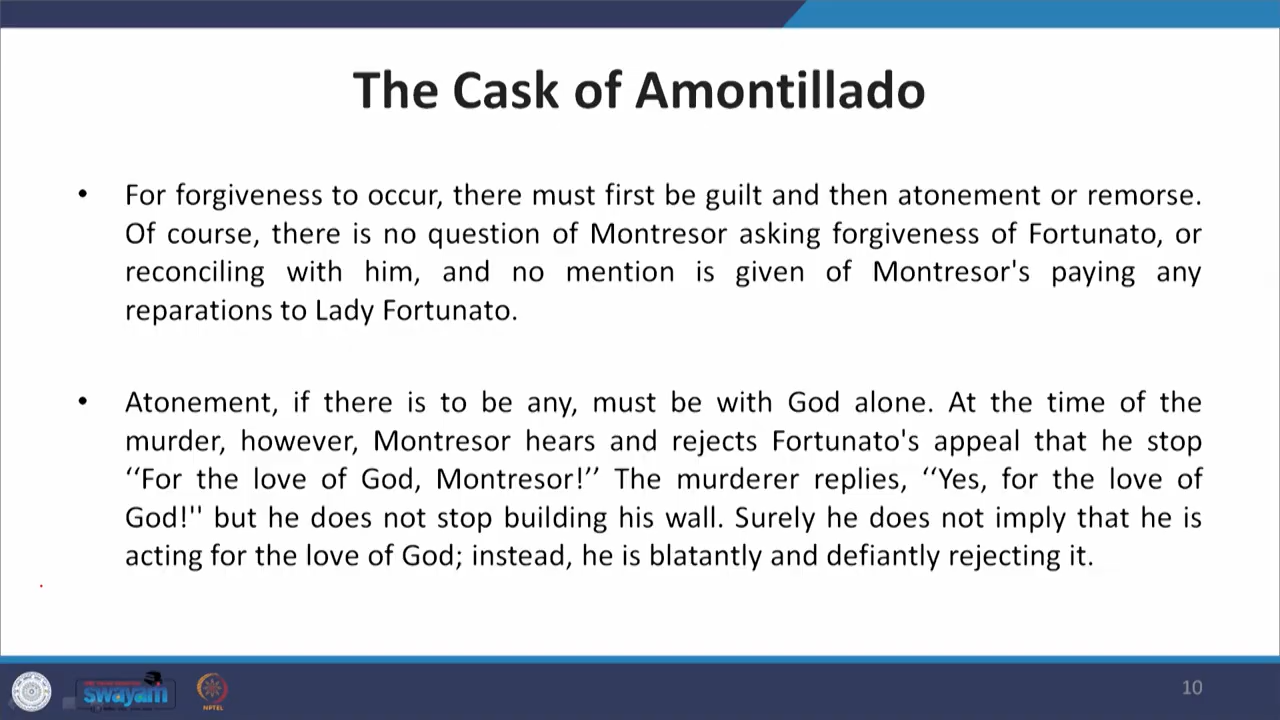 The Cask of Amontillado
• For forgiveness to occur, there must first be guilt and then atonement or remorse.
Of course, there is no question of Montresor asking forgiveness of Fortunato, or
reconciling with him, and no mention is given of Montresor's paying any
reparations to Lady Fortunato.
• Atonement, if there is to be any, must be with God alone. At the time of the
murder, however, Montresor hears and rejects Fortunato's appeal that he stop
‘‘For the love of God, Montresor!’’ The murderer replies, ‘‘Yes, for the love of
God!'' but he does not stop building his wall. Surely he does not imply that he is
acting for the love of God; instead, he is blatantly and defiantly rejecting it.
swayam
NPTEL
10